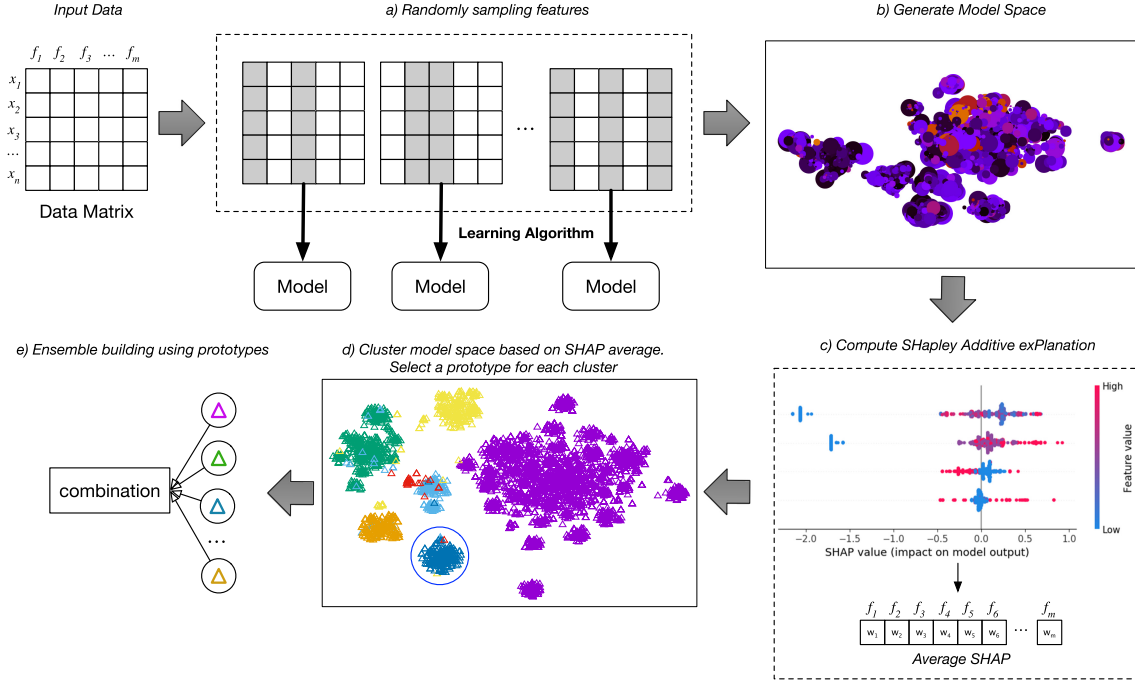 Input Data
f1 f2 f3 ... fm
x1
x2
x3
...
xn
Data Matrix
a) Randomly sampling features
...
Learning Algorithm
Model
Model
Model
b) Generate Model Space
c) Compute SHapley Additive exPlanation
High
Feature value
Low
−2.0 −1.5 −1.0 −0.5 0.0 0.5 1.0
SHAP value (impact on model output)
f1 f2 f3 f4 f5 f6 fm
w1 w2 w3 w4 w5 w6 ... wm
Average SHAP
d) Cluster model space based on SHAP average.
Select a prototype for each cluster
e) Ensemble building using prototypes
combination
...